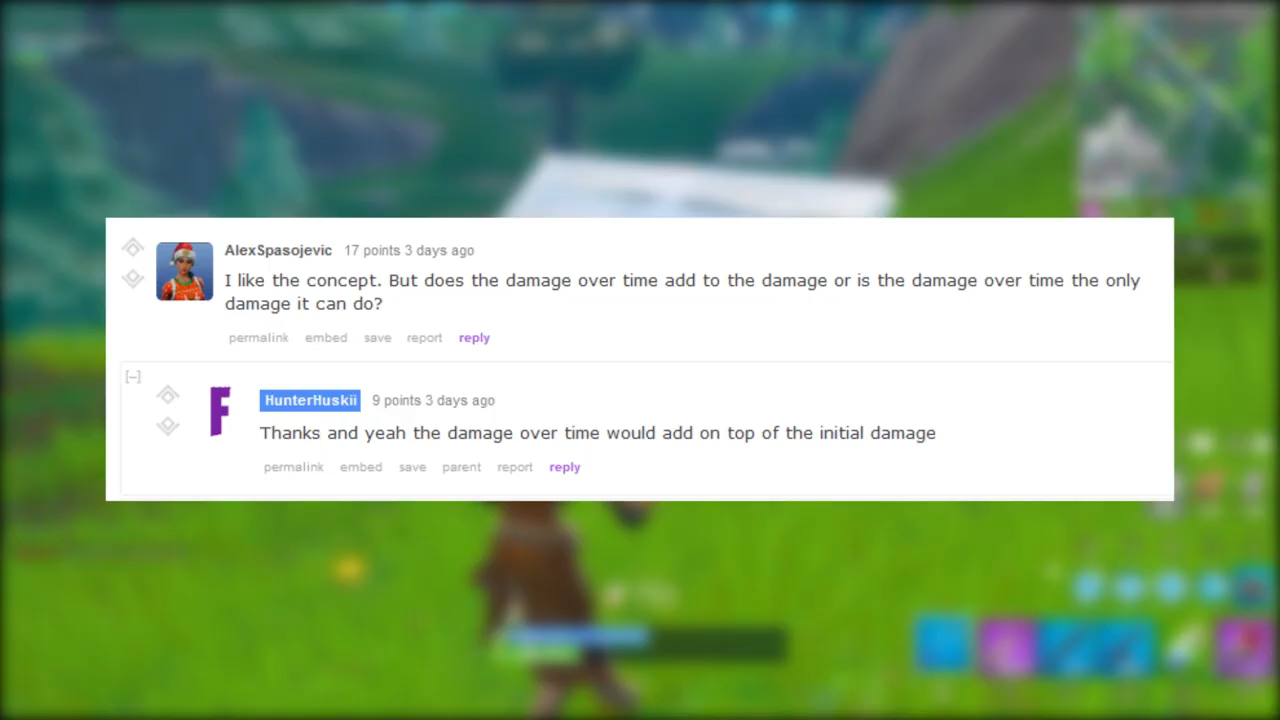 AlexSpasojevic 17 points 3 days ago
I like the concept. But does the damage over time add to the damage or is the damage over time the only
damage it can do?
permalink embed save report reply
[–]
F
HunterHuskii 9 points 3 days ago
Thanks and yeah the damage over time would add on top of the initial damage
permalink embed save parent report reply